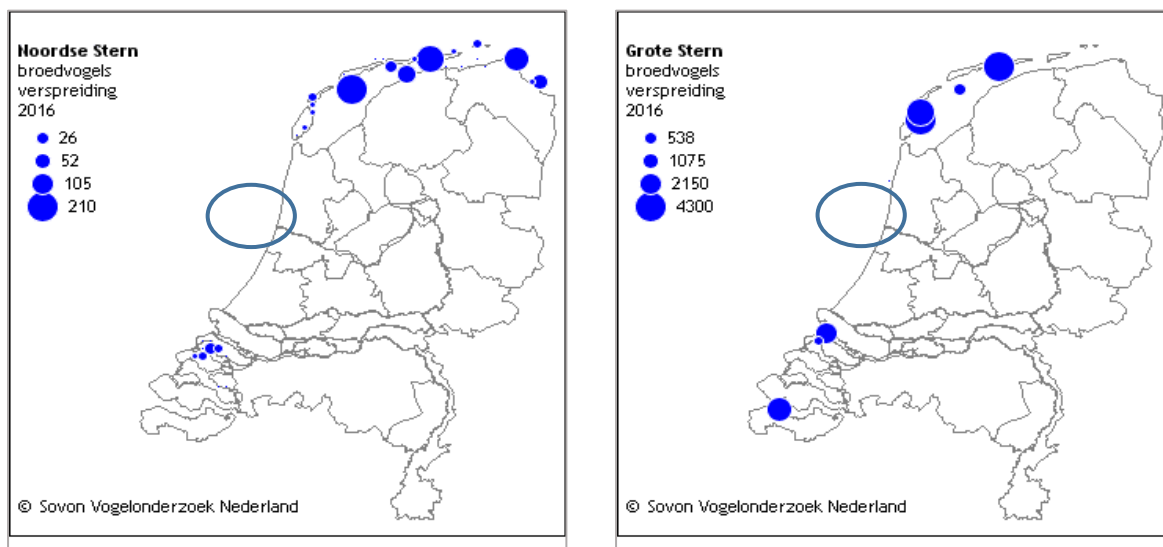 Noordse Stern
broedvogels
verspreiding
2016
26
52
105
210
© Sovon Vogelonderzoek Nederland
Grote Stern
broedvogels
verspreiding
2016
538
1075
2150
4300
© Sovon Vogelonderzoek Nederland